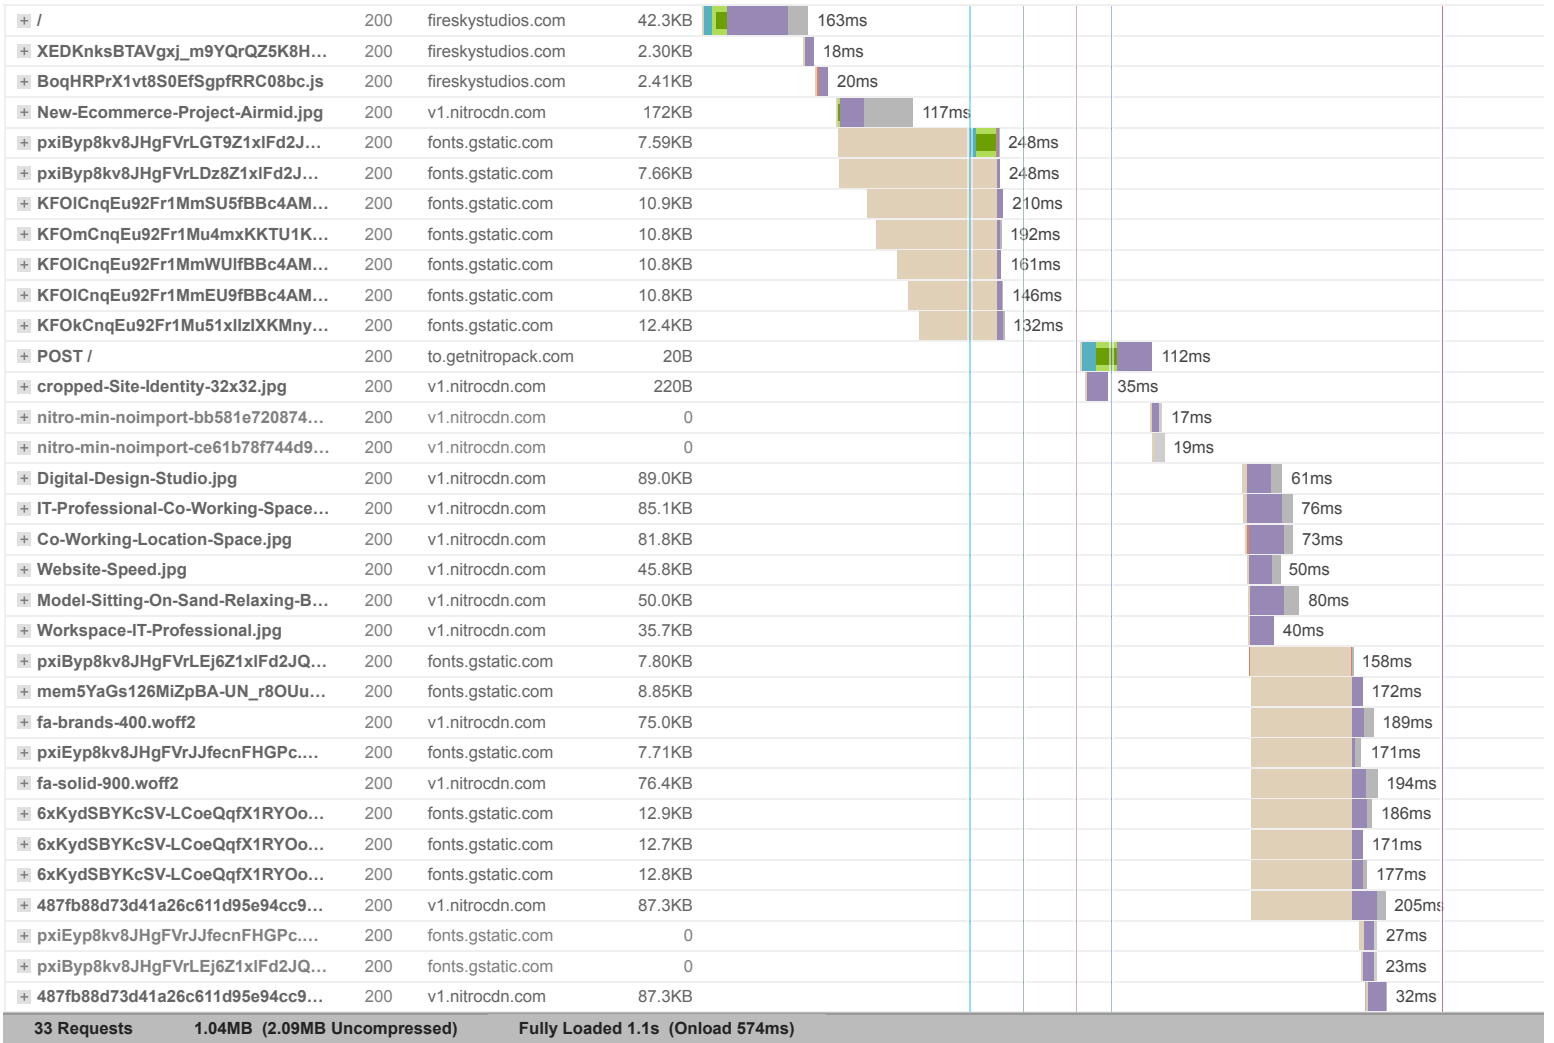 / 200 fireskystudios.com 42.3KB 163ms
XEDKnksBTAVgxj_m9YQrQZ5K8H... 200 fireskystudios.com 2.30KB 18ms
BoqHRPrX1vt8S0EfSgpfRRC08bc.js 200 fireskystudios.com 2.41KB 20ms
New-Ecommerce-Project-Airmid.jpg 200 v1.nitrocdn.com 172KB 117ms
pxiByp8kv8JHgFVrLGT9Z1xlFd2J... 200 fonts.gstatic.com 7.59KB 248ms
pxiByp8kv8JHgFVrLDz8Z1xlFd2J... 200 fonts.gstatic.com 7.66KB 248ms
KFOlCnqEu92Fr1MmSU5fBBc4AM... 200 fonts.gstatic.com 10.9KB 210ms
KFOmCnqEu92Fr1Mu4mxKKTU1K... 200 fonts.gstatic.com 10.8KB 192ms
KFOlCnqEu92Fr1MmWUlfBBc4AM... 200 fonts.gstatic.com 10.8KB 161ms
KFOlCnqEu92Fr1MmEU9fBBc4AM... 200 fonts.gstatic.com 10.8KB 146ms
KFOkCnqEu92Fr1Mu51xIIzIXKMny... 200 fonts.gstatic.com 12.4KB 132ms
POST / 200 to.getnitropack.com 20B 112ms
cropped-Site-Identity-32x32.jpg 200 v1.nitrocdn.com 220B 35ms
nitro-min-noimport-bb581e720874... 200 v1.nitrocdn.com 0 17ms
nitro-min-noimport-ce61b78f744d9... 200 v1.nitrocdn.com 0 19ms
Digital-Design-Studio.jpg 200 v1.nitrocdn.com 89.0KB 61ms
IT-Professional-Co-Working-Space... 200 v1.nitrocdn.com 85.1KB 76ms
Co-Working-Location-Space.jpg 200 v1.nitrocdn.com 81.8KB 73ms
Website-Speed.jpg 200 v1.nitrocdn.com 45.8KB 50ms
Model-Sitting-On-Sand-Relaxing-B... 200 v1.nitrocdn.com 50.0KB 80ms
Workspace-IT-Professional.jpg 200 v1.nitrocdn.com 35.7KB 40ms
pxiByp8kv8JHgFVrLEj6Z1xlFd2JQ... 200 fonts.gstatic.com 7.80KB 158ms
mem5YaGs126MiZpBA-UN_r8OUu... 200 fonts.gstatic.com 8.85KB 172ms
fa-brands-400.woff2 200 v1.nitrocdn.com 75.0KB 189ms
pxiEyp8kv8JHgFVrJJfecnFHGPc.... 200 fonts.gstatic.com 7.71KB 171ms
fa-solid-900.woff2 200 v1.nitrocdn.com 76.4KB 194ms
6xKydSBYKcSV-LCoeQqfX1RYOo... 200 fonts.gstatic.com 12.9KB 186ms
6xKydSBYKcSV-LCoeQqfX1RYOo... 200 fonts.gstatic.com 12.7KB 171ms
6xKydSBYKcSV-LCoeQqfX1RYOo... 200 fonts.gstatic.com 12.8KB 177ms
487fb88d73d41a26c611d95e94cc9... 200 v1.nitrocdn.com 87.3KB 205ms
pxiEyp8kv8JHgFVrJJfecnFHGPc.... 200 fonts.gstatic.com 0 27ms
pxiByp8kv8JHgFVrLEj6Z1xlFd2JQ... 200 fonts.gstatic.com 0 23ms
487fb88d73d41a26c611d95e94cc9... 200 v1.nitrocdn.com 87.3KB 32ms
33 Requests 1.04MB (2.09MB Uncompressed) Fully Loaded 1.1s (Onload 574ms)